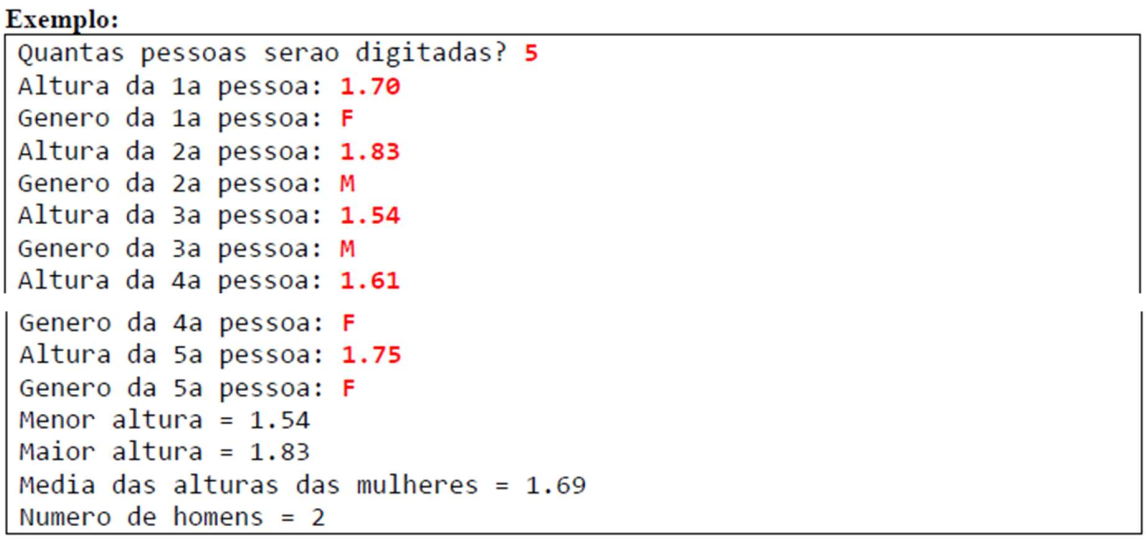 Exemplo:
Quantas pessoas serao digitadas? 5
Altura da 1a pessoa: 1.70
Genero da 1a pessoa: F
Altura da 2a pessoa: 1.83
Genero da 2a pessoa: M
Altura da 3a pessoa: 1.54
Genero da 3a pessoa: M
Altura da 4a pessoa: 1.61
Genero da 4a pessoa: F
Altura da 5a pessoa: 1.75
Genero da 5a pessoa: F
Menor altura = 1.54
Maior altura = 1.83
Media das alturas das mulheres = 1.69
Numero de homens = 2